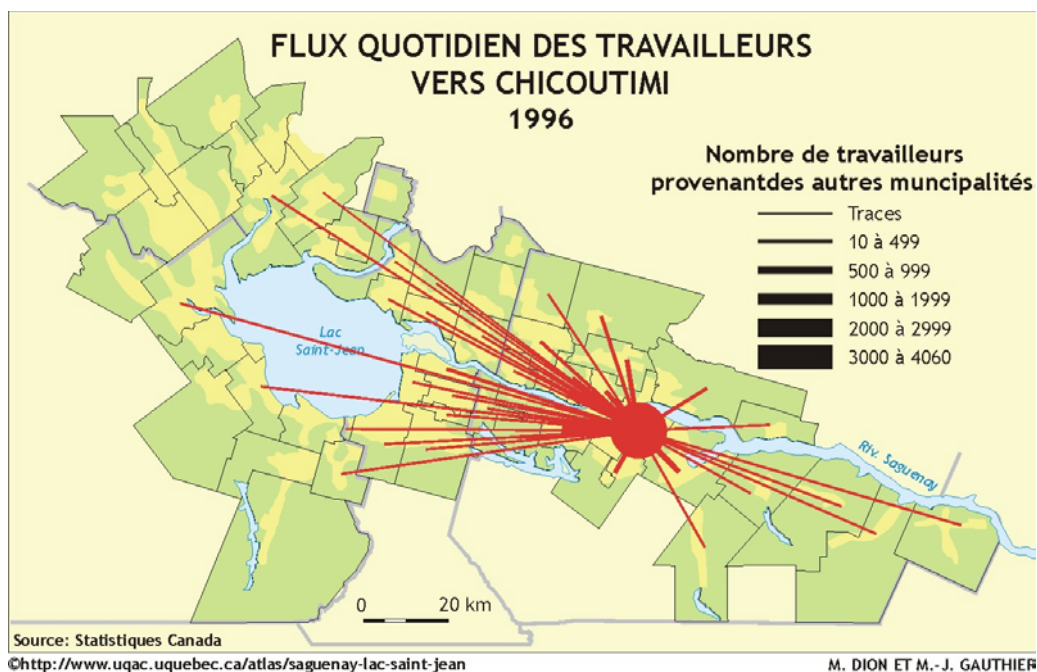 FLUX QUOTIDIEN DES TRAVAILLEURS
VERS CHICOUTIMI
1996
Nombre de travailleurs
provenantdes autres muncipalités
Traces
10 à 499
500 à 999
1000 à 1999
2000 à 2999
3000 à 4060
Lac
Saint-Jean
Riv. Saguenay
0 20 km
Source: Statistiques Canada
©http://www.uqac.uquebec.ca/atlas/saguenay-lac-saint-jean
M. DION ET M.-J. GAUTHIER